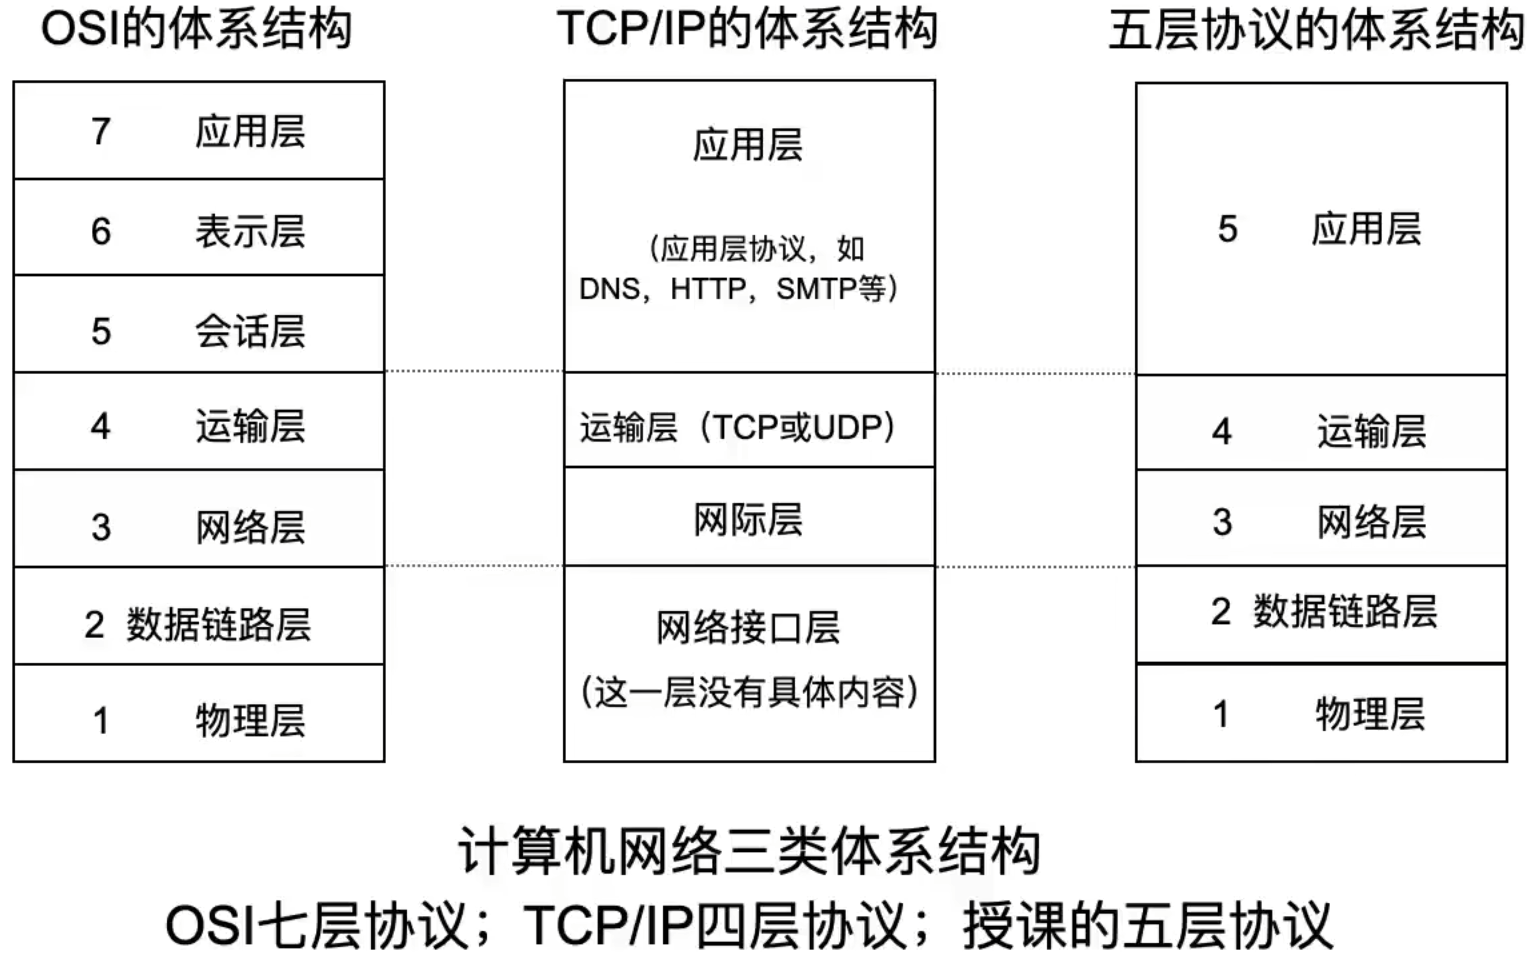 OSI的体系结构
7 应用层
6 表示层
5 会话层
4 运输层
3 网络层
2 数据链路层
1 物理层
TCP/IP的体系结构
应用层
（应用层协议，如
DNS，HTTP，SMTP等）
运输层（TCP或UDP）
网际层
网络接口层
（这一层没有具体内容）
五层协议的体系结构
5 应用层
4 运输层
3 网络层
2 数据链路层
1 物理层
计算机网络三类体系结构
OSI七层协议；TCP/IP四层协议；授课的五层协议